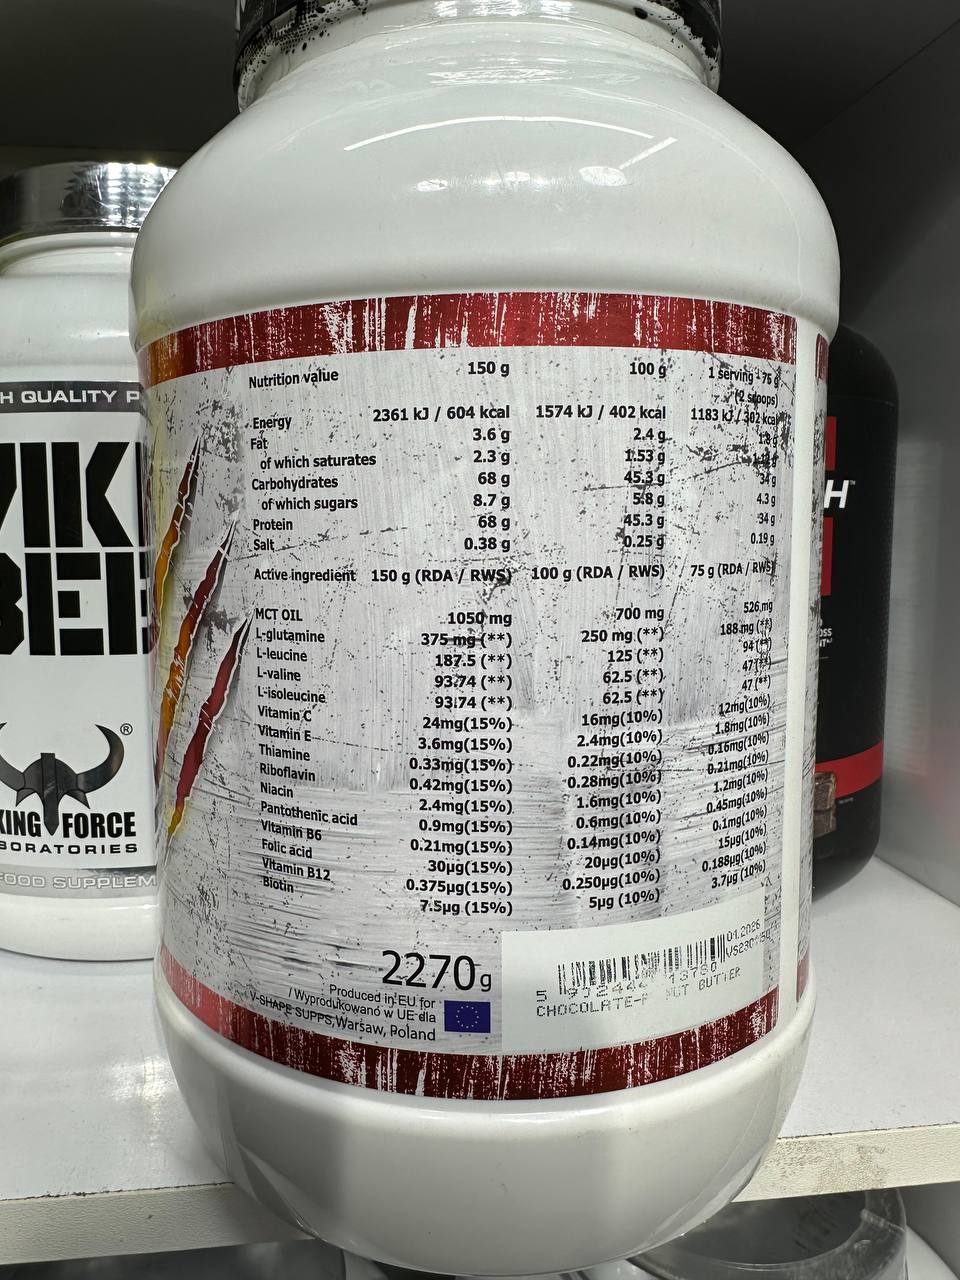 Nutrition value 150 g 100 g 1 serving - 75 g
(2 scoops)
Energy 2361 kJ / 604 kcal 1574 kJ / 402 kcal 1183 kJ / 302 kcal
Fat 3.6 g 2.4 g 1.8 g
of which saturates 2.3 g 1.53 g
Carbohydrates 68 g 45.3 g 34 g
of which sugars 8.7 g 5.8 g 4.3 g
Protein 68 g 45.3 g 34 g
Salt 0.38 g 0.25 g 0.19 g
Active ingredient 150 g (RDA / RWS) 100 g (RDA / RWS) 75 g (RDA / RWS)
MCT OIL 1050 mg 700 mg 526 mg
L-glutamine 375 mg (**) 250 mg (**) 188 mg (**)
L-leucine 187.5 (**) 125 (**) 94 (**)
L-valine 93.74 (**) 62.5 (**) 47 (**)
L-isoleucine 93.74 (**) 62.5 (**) 47 (**)
Vitamin C 24mg(15%) 16mg(10%) 12mg(10%)
Vitamin E 3.6mg(15%) 2.4mg(10%) 1.8mg(10%)
Thiamine 0.33mg(15%) 0.22mg(10%) 0.16mg(10%)
Riboflavin 0.42mg(15%) 0.28mg(10%) 0.21mg(10%)
Niacin 2.4mg(15%) 1.6mg(10%) 1.2mg(10%)
Pantothenic acid 0.9mg(15%) 0.6mg(10%) 0.45mg(10%)
Vitamin B6 0.21mg(15%) 0.14mg(10%) 0.1mg(10%)
Folic acid 30µg(15%) 20µg(10%) 15µg(10%)
Vitamin B12 0.375µg(15%) 0.250µg(10%) 0.188µg(10%)
Biotin 7.5µg (15%) 5µg (10%) 3.7µg (10%)
2270g
Produced in EU for
/ Wyprodukowano w UE dla
V-SHAPE SUPPS, Warsaw, Poland
01.2026
CHOCOLATE- BUTTER
H QUALITY P
VIK
BEE
KING FORCE
BORATORIES
FOOD SUPPLEM
H™